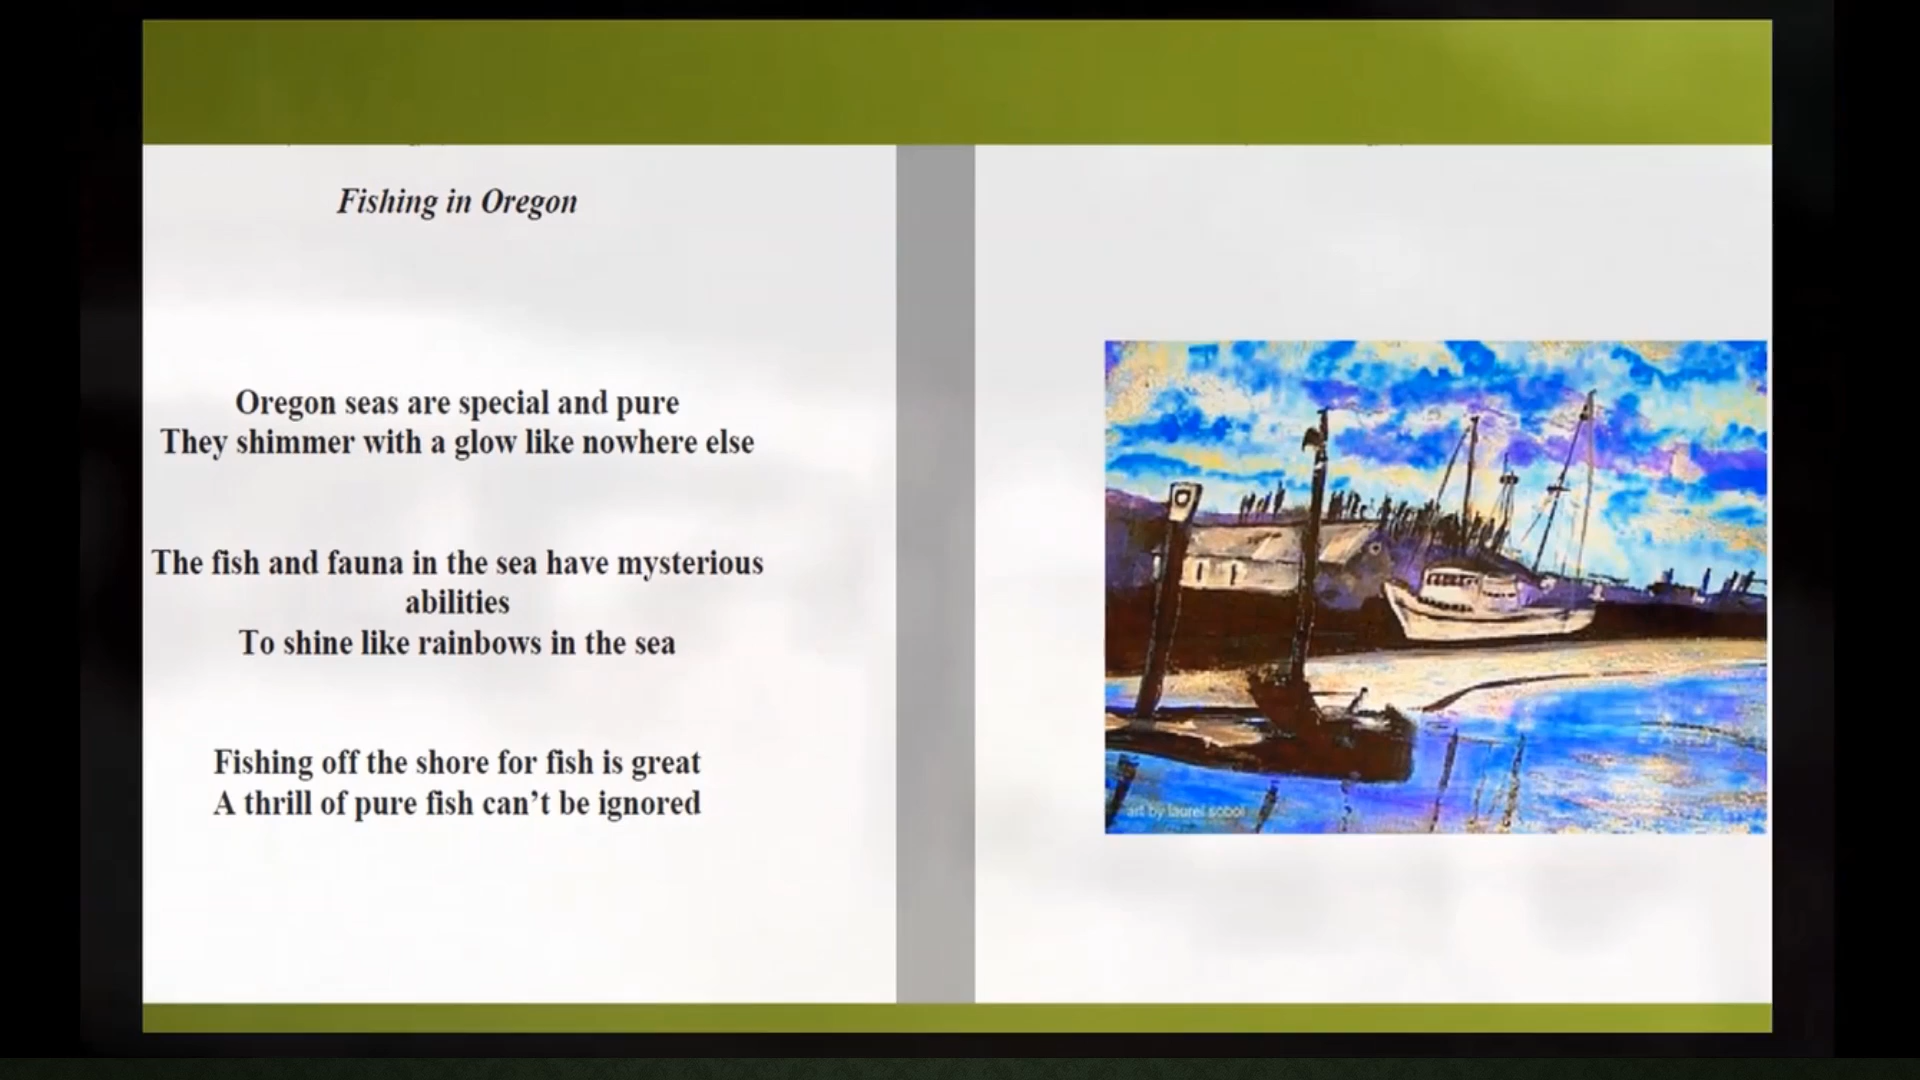 Fishing in Oregon
Oregon seas are special and pure
They shimmer with a glow like nowhere else
The fish and fauna in the sea have mysterious
abilities
To shine like rainbows in the sea
Fishing off the shore for fish is great
A thrill of pure fish can’t be ignored
art by laurel sobol